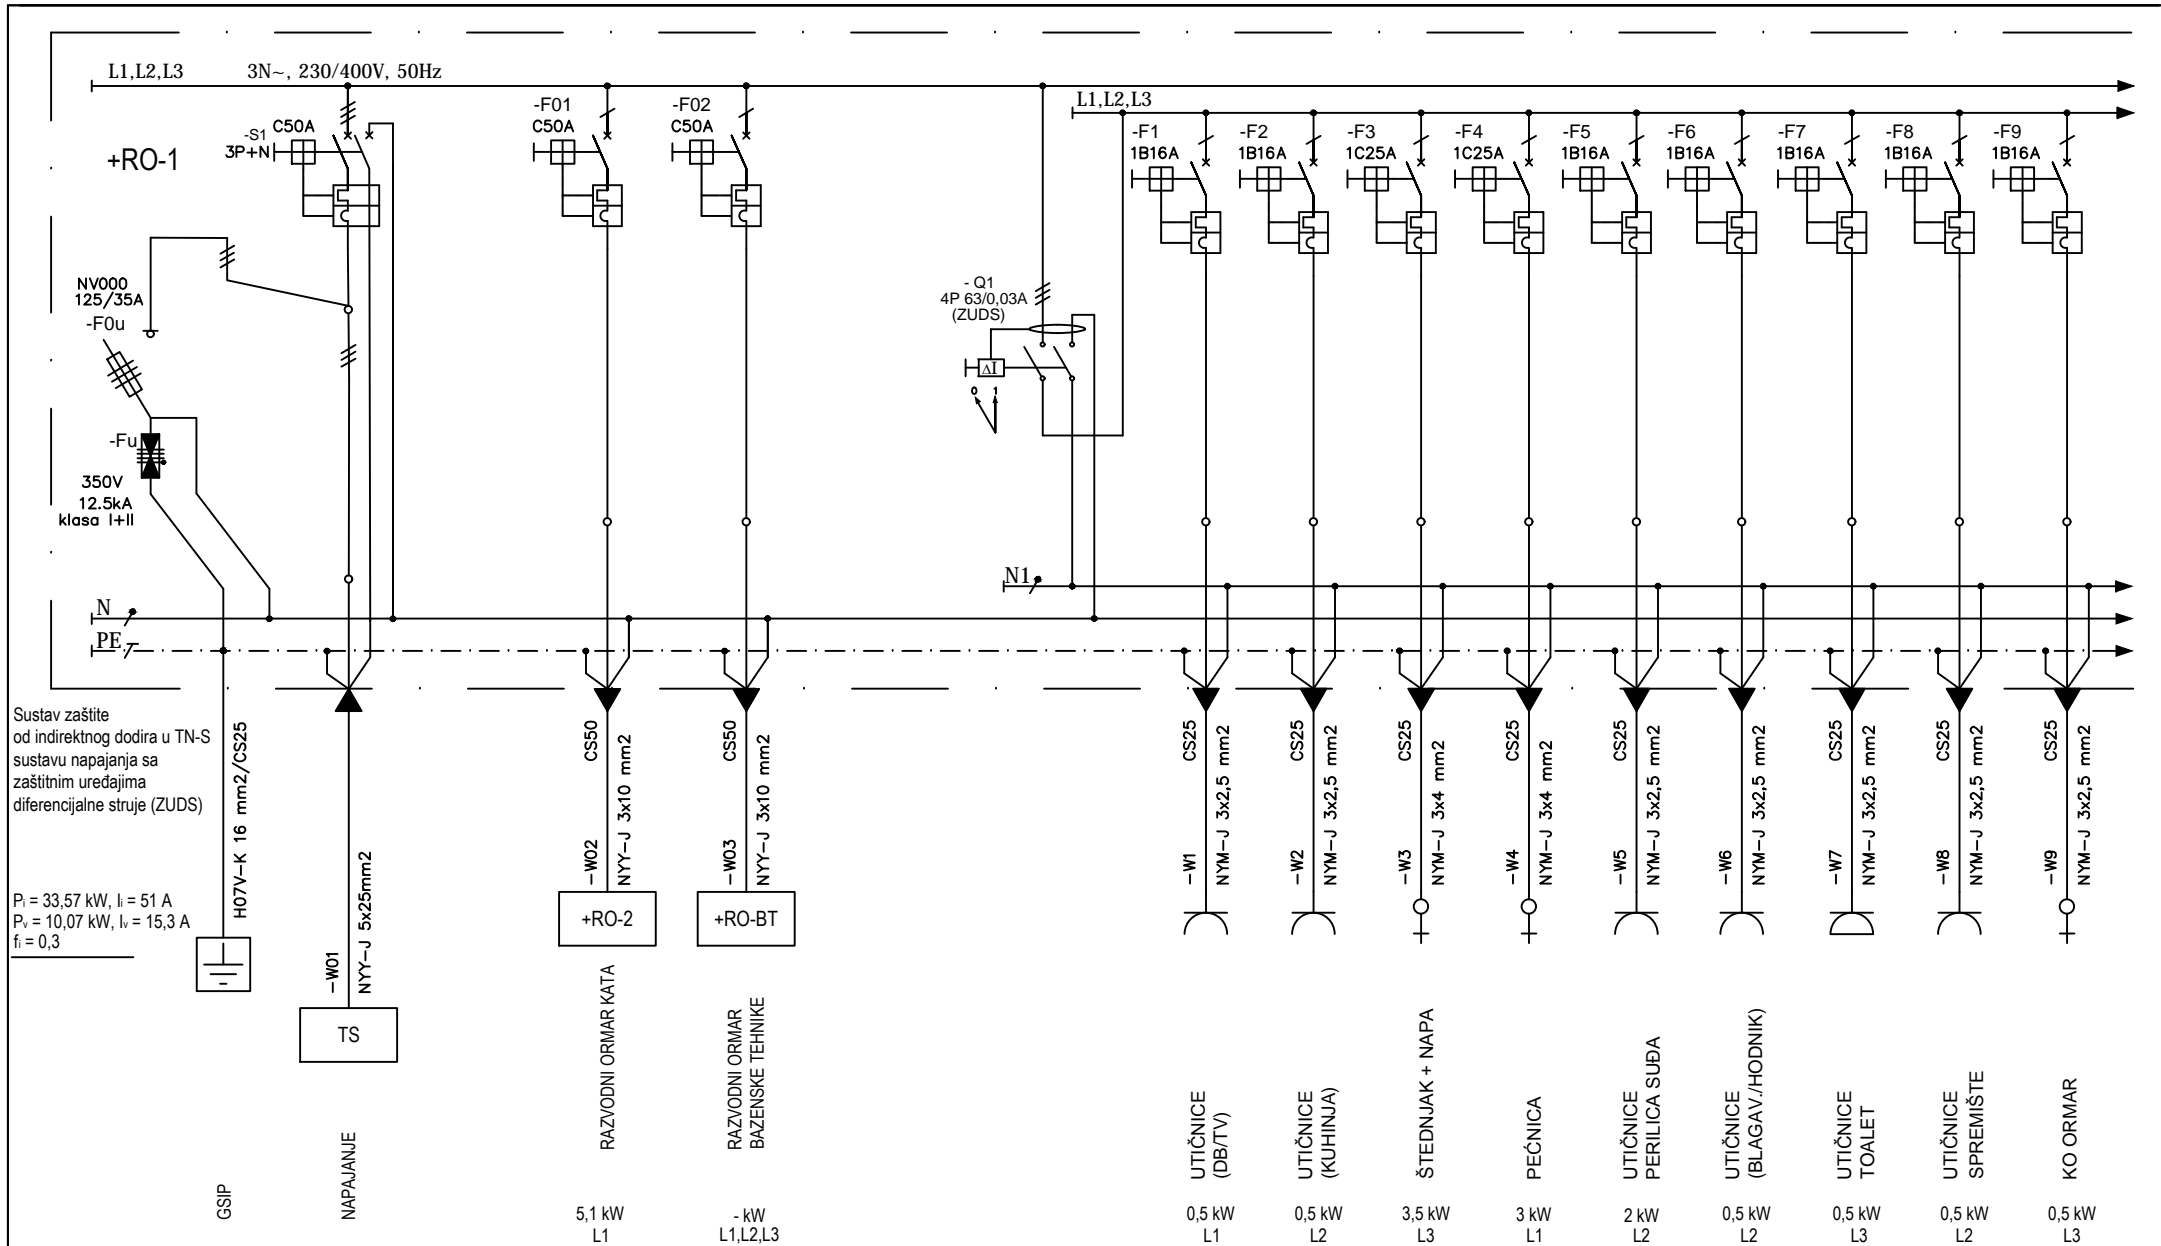 L1,L2,L3
3N~, 230/400V, 50Hz
+RO-1
-S1
C50A
3P+N
-F01
C50A
-F02
C50A
L1,L2,L3
-F1
1B16A
-F2
1B16A
-F3
1C25A
-F4
1C25A
-F5
1B16A
-F6
1B16A
-F7
1B16A
-F8
1B16A
-F9
1B16A
NV000
125/35A
-F0u
-Fu
350V
12.5kA
klasa I+II
- Q1
4P 63/0,03A
(ZUDS)
ΔI
0 1
N1
N
PE
Sustav zaštite
od indirektnog dodira u TN-S
sustavu napajanja sa
zaštitnim uređajima
diferencijalne struje (ZUDS)
Pi = 33,57 kW, Ii = 51 A
Pv = 10,07 kW, Iv = 15,3 A
fi = 0,3
H07V-K 16 mm2/CS25
-W01
NYY-J 5x25mm2
TS
CS50
-W02
NYY-J 3x10 mm2
+RO-2
CS50
-W03
NYY-J 3x10 mm2
+RO-BT
CS25
-W1
NYM-J 3x2,5 mm2
CS25
-W2
NYM-J 3x2,5 mm2
CS25
-W3
NYM-J 3x4 mm2
CS25
-W4
NYM-J 3x4 mm2
CS25
-W5
NYM-J 3x2,5 mm2
CS25
-W6
NYM-J 3x2,5 mm2
CS25
-W7
NYM-J 3x2,5 mm2
CS25
-W8
NYM-J 3x2,5 mm2
CS25
-W9
NYM-J 3x2,5 mm2
GSIP
NAPAJANJE
RAZVODNI ORMAR KATA
5,1 kW
L1
RAZVODNI ORMAR
BAZENSKE TEHNIKE
- kW
L1,L2,L3
UTIČNICE
(DB/TV)
0,5 kW
L1
UTIČNICE
(KUHINJA)
0,5 kW
L2
ŠTEDNJAK + NAPA
3,5 kW
L3
PEĆNICA
3 kW
L1
UTIČNICE
PERILICA SUĐA
2 kW
L2
UTIČNICE
(BLAGAV./HODNIK)
0,5 kW
L2
UTIČNICE
TOALET
0,5 kW
L3
UTIČNICE
SPREMIŠTE
0,5 kW
L2
KO ORMAR
0,5 kW
L3